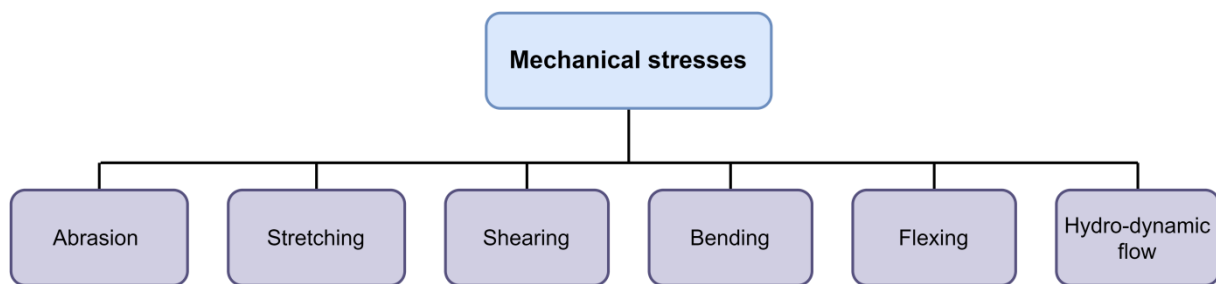 Mechanical stresses
Abrasion
Stretching
Shearing
Bending
Flexing
Hydro-dynamic
flow